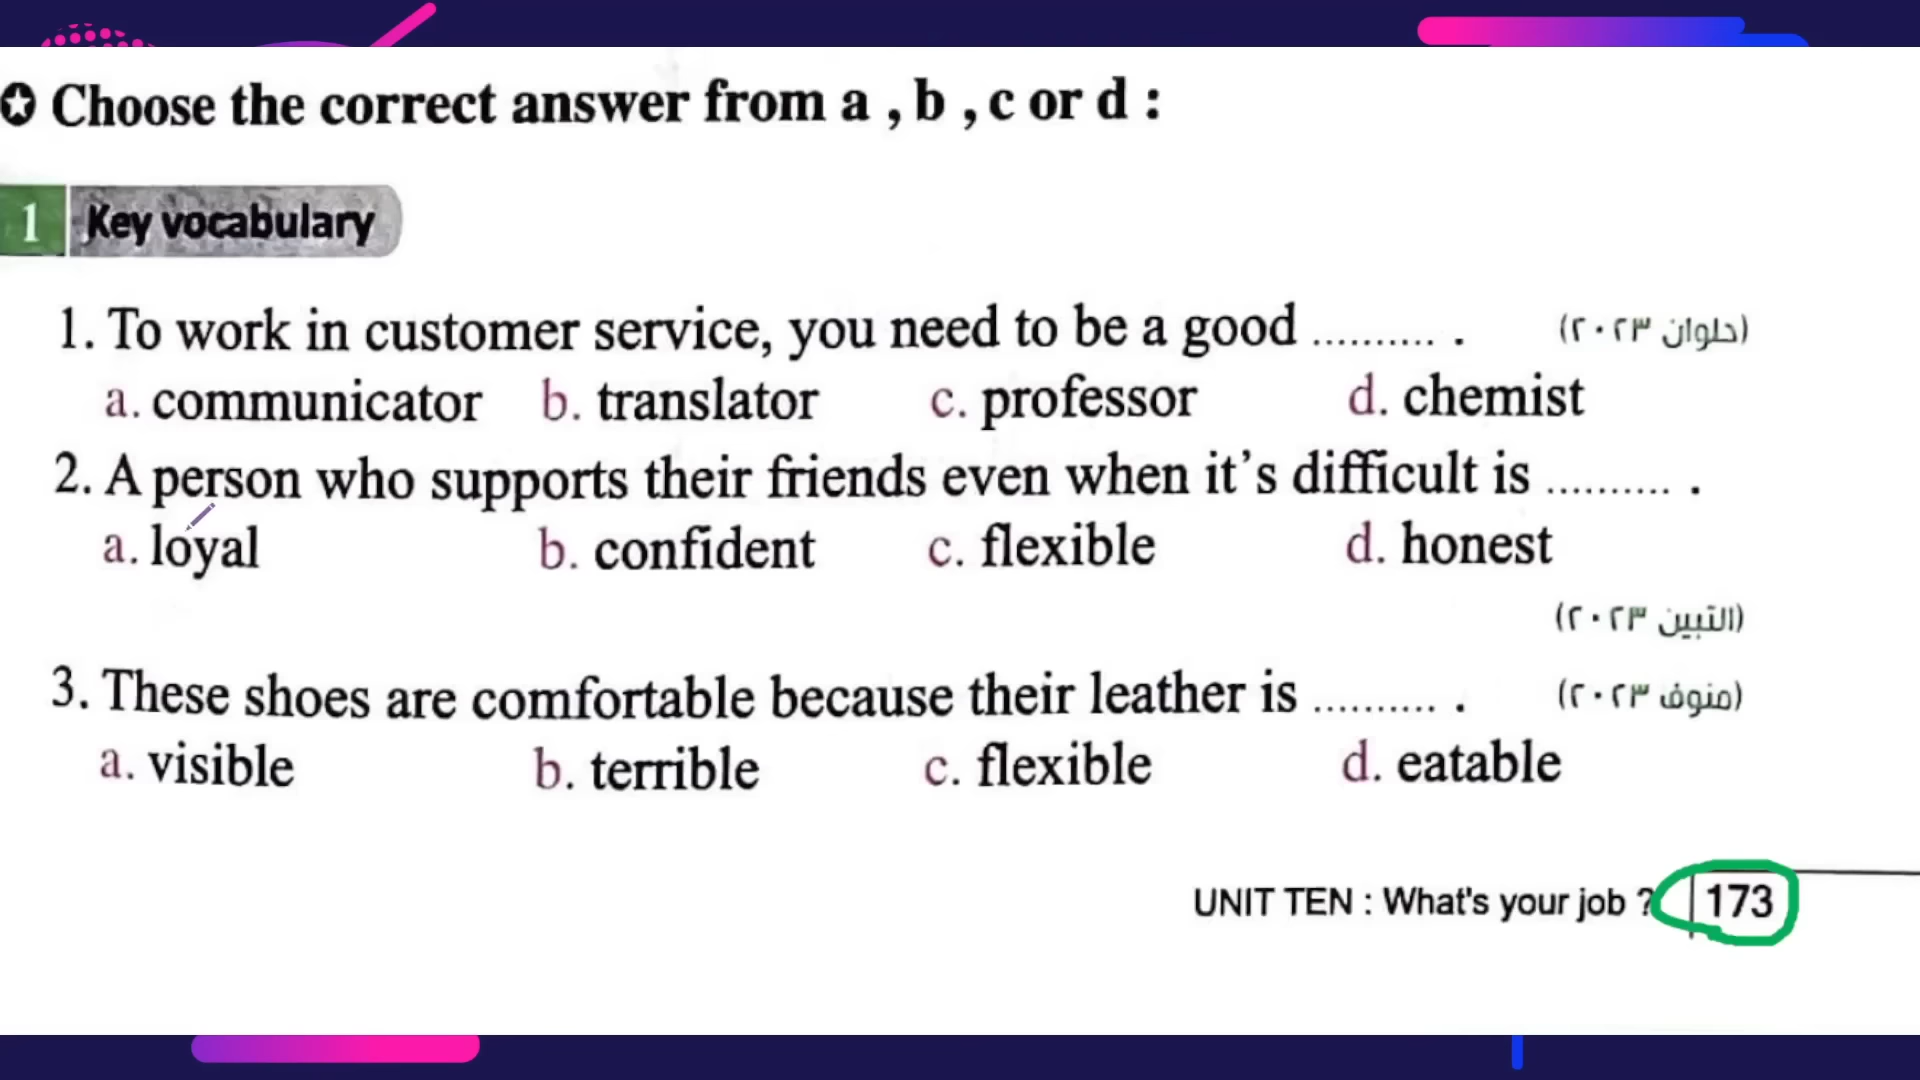 ✪ Choose the correct answer from a , b , c or d :
1 Key vocabulary
1. To work in customer service, you need to be a good .......... . (حلوان ٢٠٢٣)
a. communicator b. translator c. professor d. chemist
2. A person who supports their friends even when it's difficult is .......... .
a. loyal b. confident c. flexible d. honest
(التبين ٢٠٢٣)
3. These shoes are comfortable because their leather is .......... . (منوف ٢٠٢٣)
a. visible b. terrible c. flexible d. eatable
UNIT TEN : What's your job ? 173